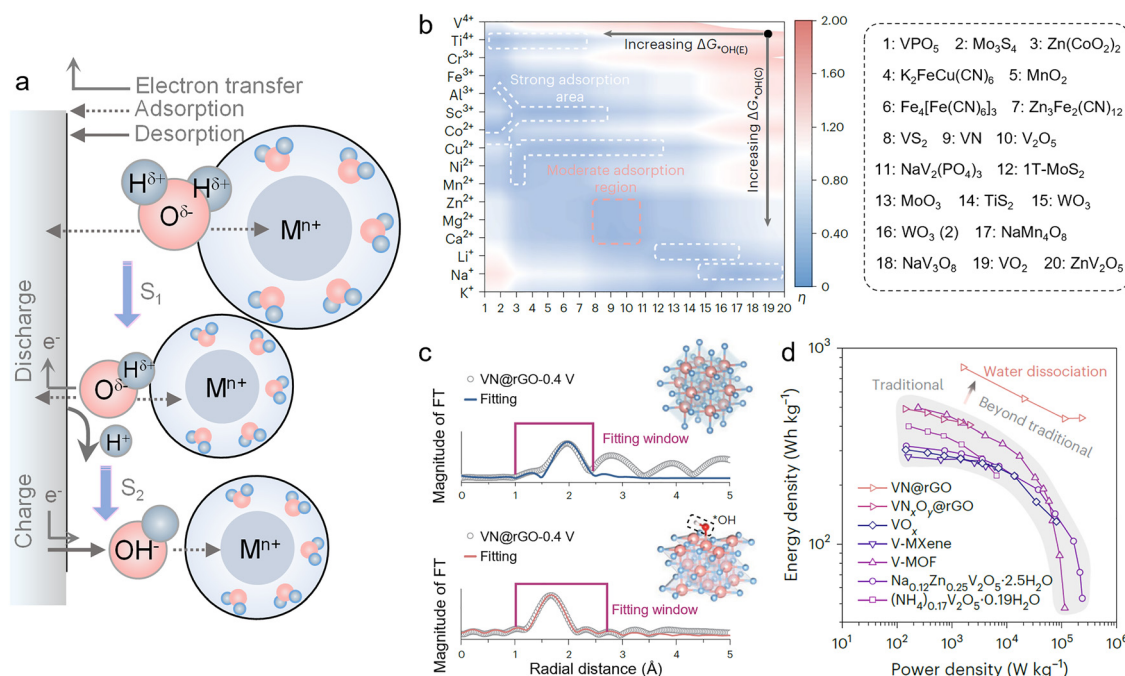 a
Electron transfer
Adsorption
Desorption
Hδ+
Hδ+
Oδ-
Mn+
S1
Discharge
e-
Hδ+
Oδ-
Mn+
H+
S2
Charge
e-
OH-
Mn+
b
V4+
Ti4+
Cr3+
Fe3+
Al3+
Sc3+
Co2+
Cu2+
Ni2+
Mn2+
Zn2+
Mg2+
Ca2+
Li+
Na+
K+
Increasing ΔG*OH(E)
Increasing ΔG*OH(C)
Strong adsorption
area
Moderate adsorption
region
1 2 3 4 5 6 7 8 9 10 11 12 13 14 15 16 17 18 19 20
2.00
1.60
1.20
0.80
0.40
0
η
1: VPO5 2: Mo3S4 3: Zn(CoO2)2
4: K2FeCu(CN)6 5: MnO2
6: Fe4[Fe(CN)6]3 7: Zn3Fe2(CN)12
8: VS2 9: VN 10: V2O5
11: NaV2(PO4)3 12: 1T-MoS2
13: MoO3 14: TiS2 15: WO3
16: WO3 (2) 17: NaMn4O8
18: NaV3O8 19: VO2 20: ZnV2O5
c
Magnitude of FT
VN@rGO-0.4 V
Fitting
Fitting window
0 1 2 3 4 5
Magnitude of FT
VN@rGO-0.4 V
Fitting
*OH
Fitting window
0 1 2 3 4 5
Radial distance (Å)
d
Energy density (Wh kg−1)
103
102
Traditional
Water dissociation
Beyond traditional
VN@rGO
VNxOy@rGO
VOx
V-MXene
V-MOF
Na0.12Zn0.25V2O5·2.5H2O
(NH4)0.17V2O5·0.19H2O
101 102 103 104 105 106
Power density (W kg−1)